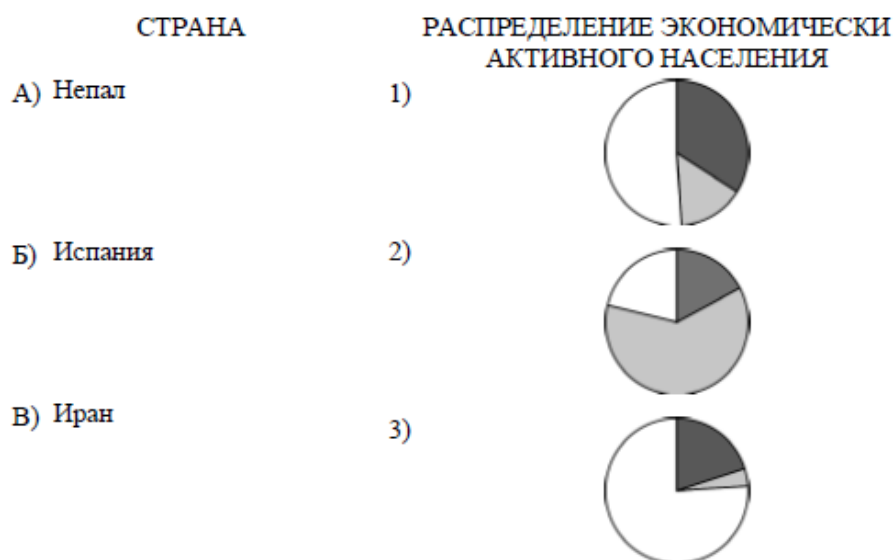 СТРАНА
РАСПРЕДЕЛЕНИЕ ЭКОНОМИЧЕСКИ
АКТИВНОГО НАСЕЛЕНИЯ
А) Непал
1)
Б) Испания
2)
В) Иран
3)